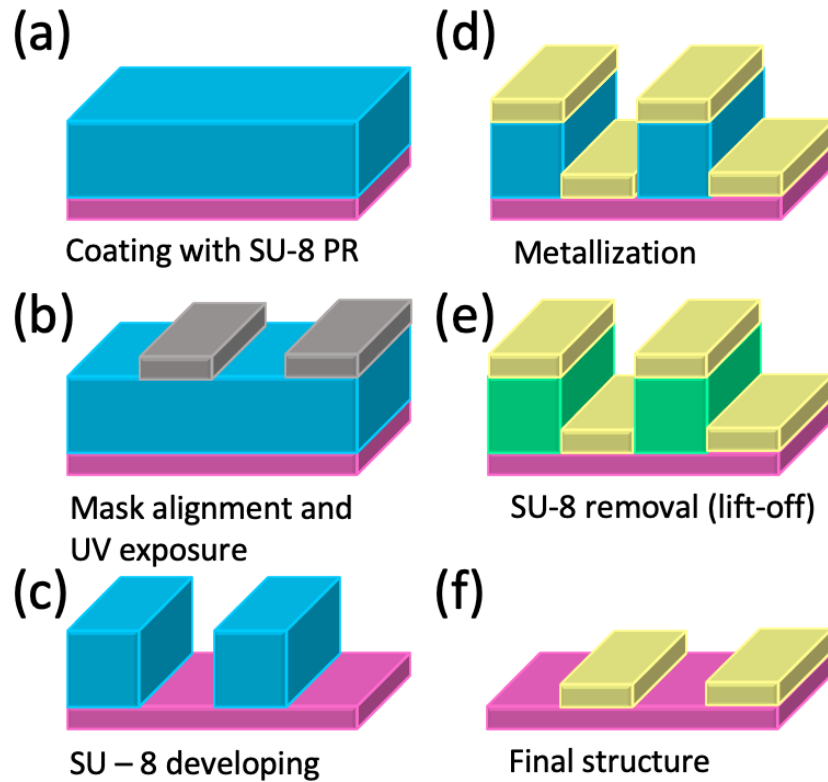 (a)
Coating with SU-8 PR
(b)
Mask alignment and
UV exposure
(c)
SU – 8 developing
(d)
Metallization
(e)
SU-8 removal (lift-off)
(f)
Final structure